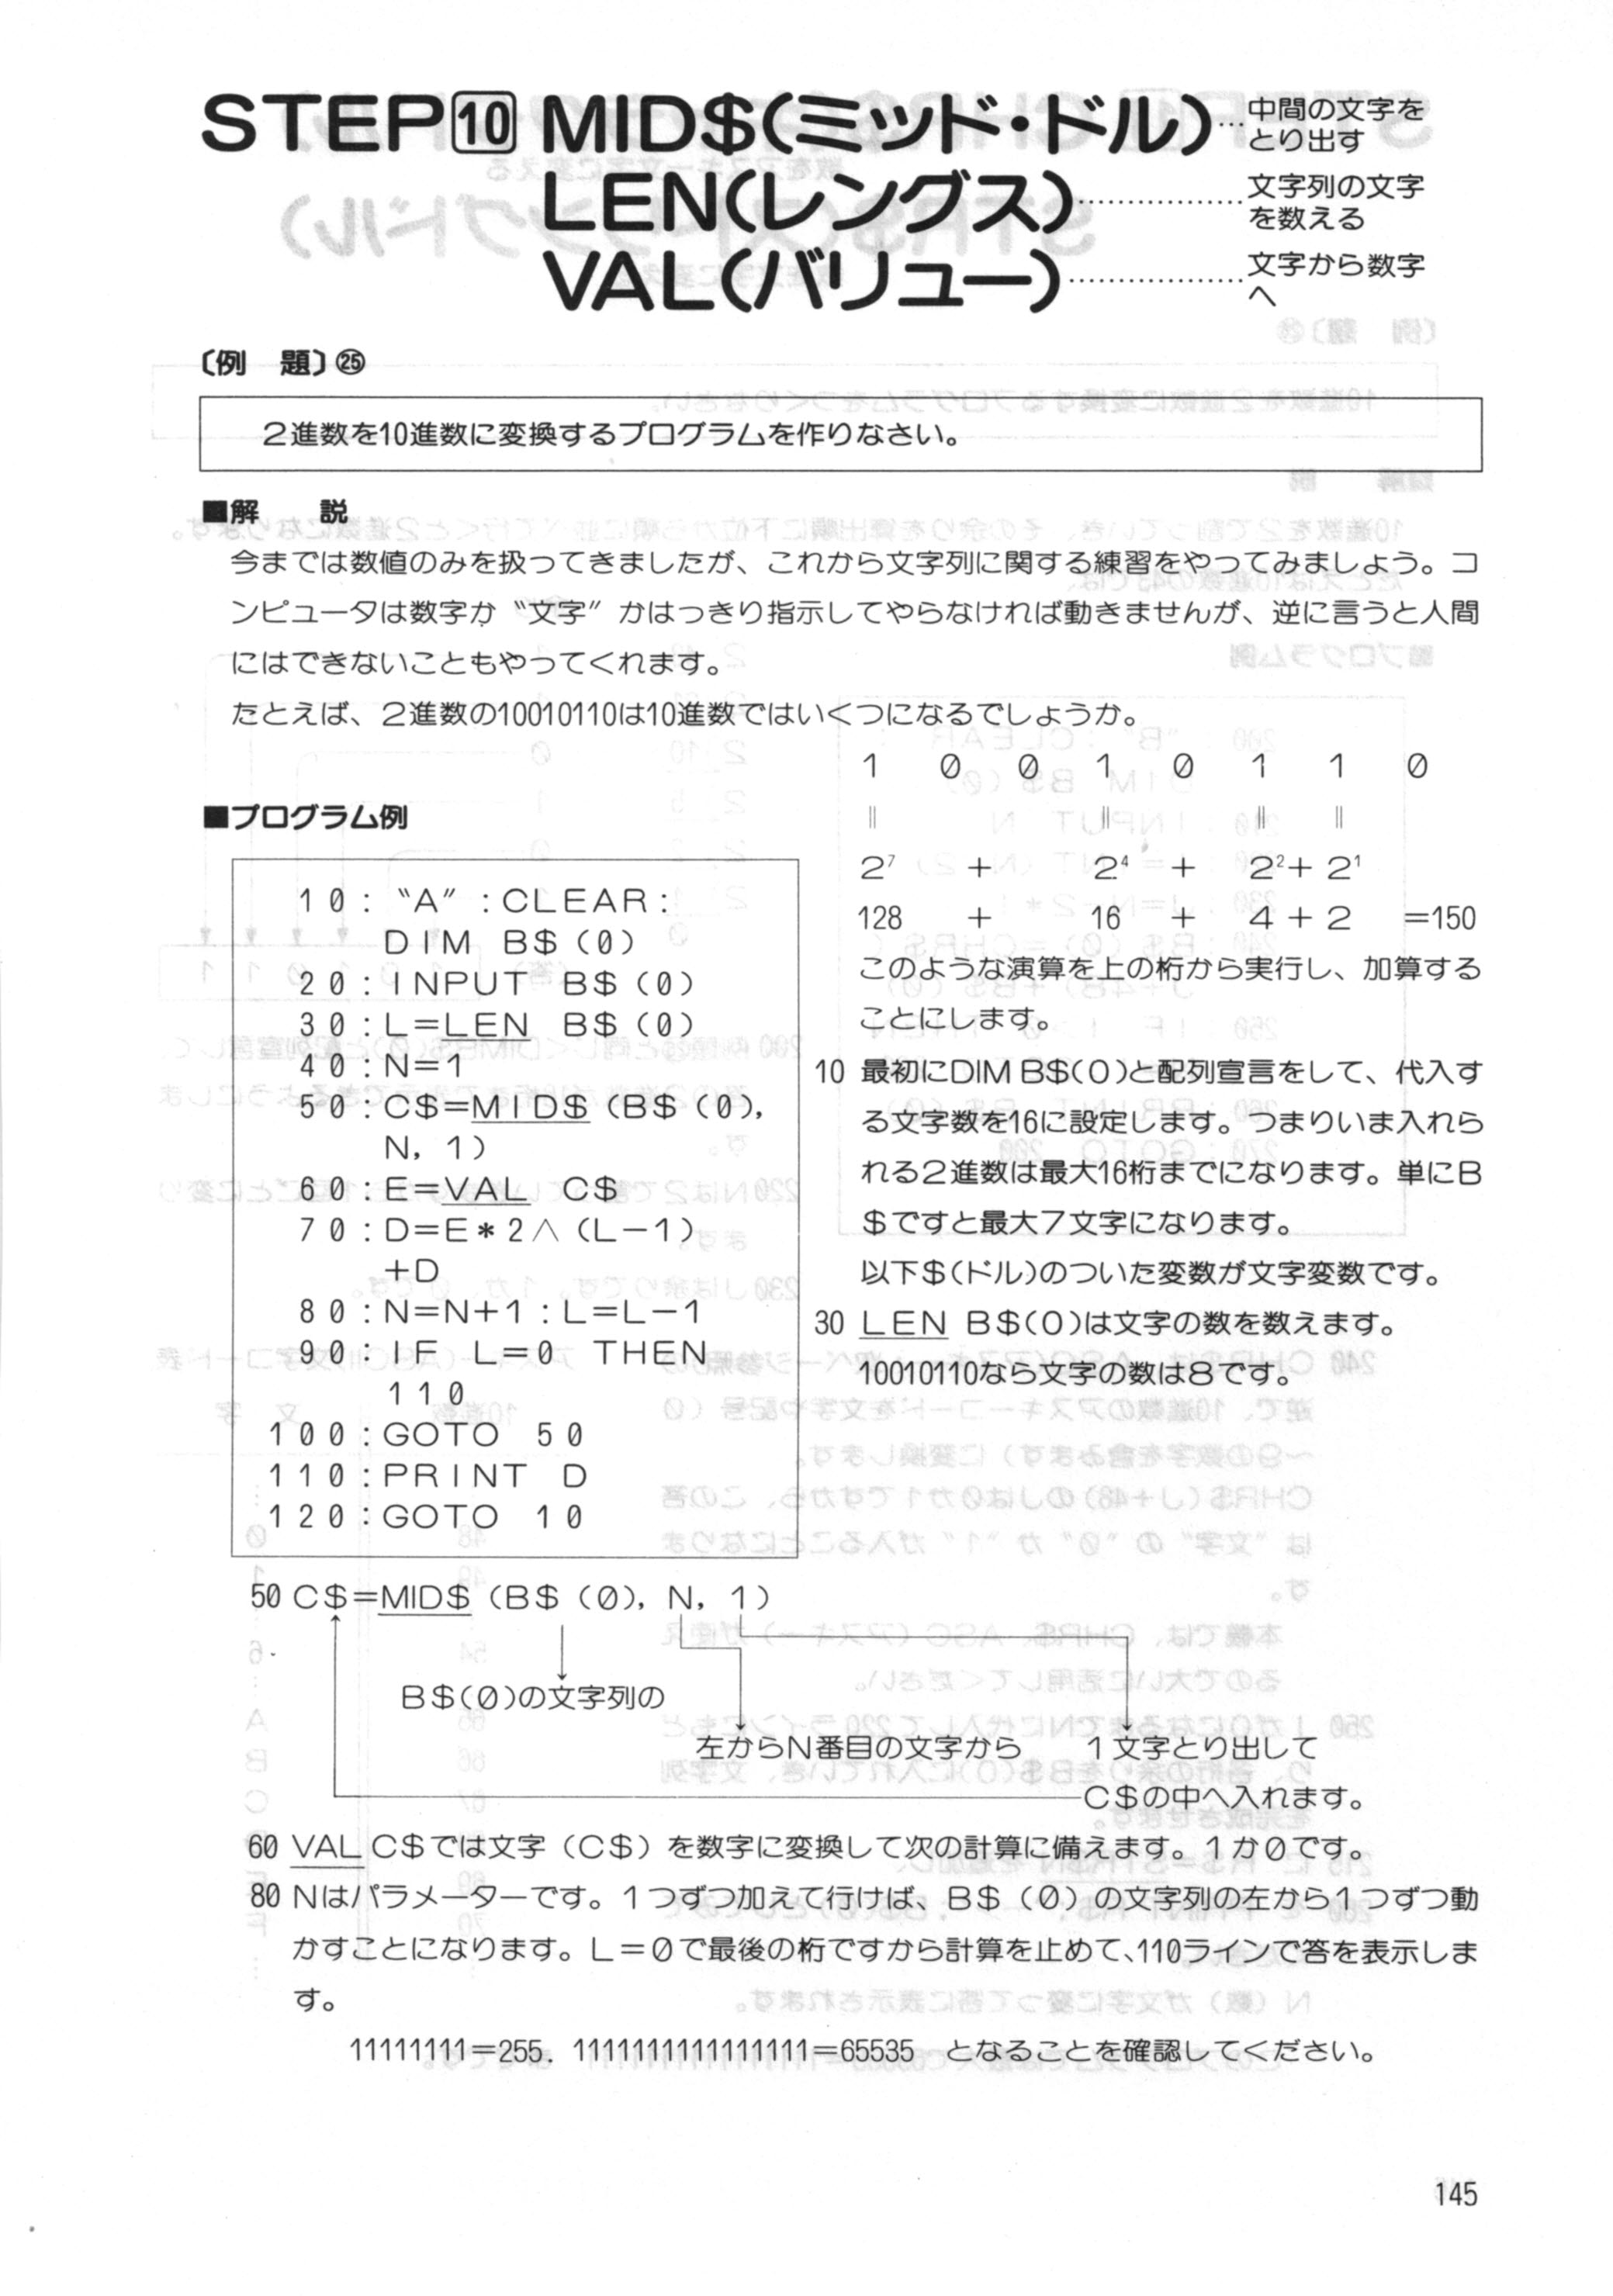 STEP10 MID$(ミッド・ドル)…中間の文字を
とり出す
LEN(レングス)………………文字列の文字
を数える
VAL(バリュー)………………文字から数字
へ
〔例　題〕㉕
２進数を10進数に変換するプログラムを作りなさい。
■解　　説
今までは数値のみを扱ってきましたが、これから文字列に関する練習をやってみましょう。コ
ンピュータは数字か〝文字″かはっきり指示してやらなければ動きませんが、逆に言うと人間
にはできないこともやってくれます。
たとえば、２進数の10010110は10進数ではいくつになるでしょうか。
1 0 0 1 0 1 1 0
∥ ∥ ∥ ∥
2⁷ + 2⁴ + 2²+ 2¹
128 + 16 + 4 + 2 =150
このような演算を上の桁から実行し、加算する
ことにします。
■プログラム例
10: 〝A″ :CLEAR:
DIM B$(0)
20:INPUT B$(0)
30:L=LEN B$(0)
40:N=1
50:C$=MID$(B$(0),
N, 1)
60:E=VAL C$
70:D=E*2∧(L-1)
+D
80:N=N+1:L=L-1
90:IF L=0 THEN
110
100:GOTO 50
110:PRINT D
120:GOTO 10
10 最初にDIM B$(0)と配列宣言をして、代入す
る文字数を16に設定します。つまりいま入れら
れる２進数は最大16桁までになります。単にB
$ですと最大7文字になります。
以下$(ドル)のついた変数が文字変数です。
30 LEN B$(0)は文字の数を数えます。
10010110なら文字の数は8です。
50 C$=MID$ (B$ (0), N, 1)
B$(0)の文字列の
左からN番目の文字から 1文字とり出して
C$の中へ入れます。
60 VAL C$では文字（C$）を数字に変換して次の計算に備えます。1か0です。
80 Nはパラメーターです。1つずつ加えて行けば、B$（0）の文字列の左から1つずつ動
かすことになります。L=0で最後の桁ですから計算を止めて、110ラインで答を表示しま
す。
11111111=255. 1111111111111111=65535 となることを確認してください。
145